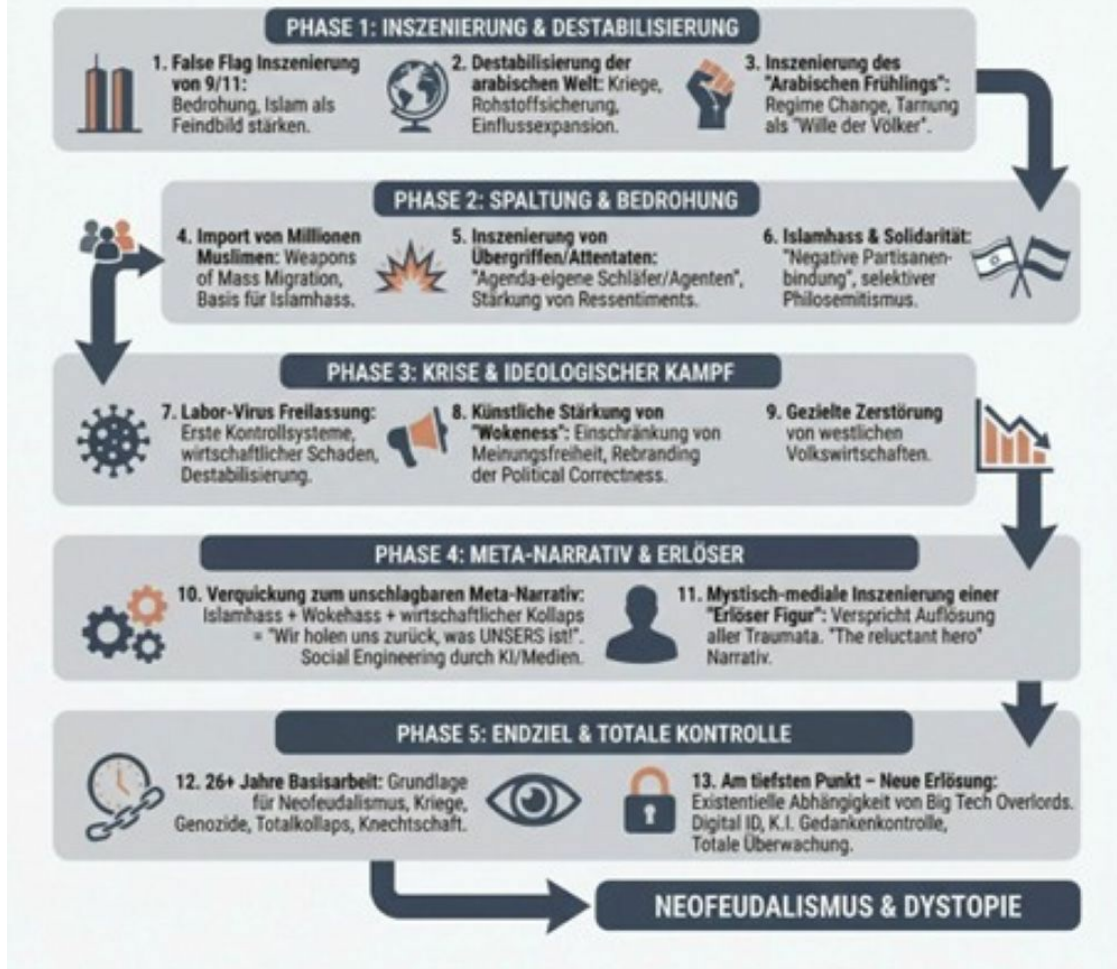 PHASE 1: INSZENIERUNG & DESTABILISIERUNG
1. False Flag Inszenierung
von 9/11:
Bedrohung, Islam als
Feindbild stärken.
2. Destabilisierung der
arabischen Welt: Kriege,
Rohstoffsicherung,
Einflussexpansion.
3. Inszenierung des
"Arabischen Frühlings":
Regime Change, Tarnung
als "Wille der Völker".
PHASE 2: SPALTUNG & BEDROHUNG
4. Import von Millionen
Muslimen: Weapons
of Mass Migration,
Basis für Islamhass.
5. Inszenierung von
Übergriffen/Attentaten:
"Agenda-eigene Schläfer/Agenten",
Stärkung von Ressentiments.
6. Islamhass & Solidarität:
"Negative Partisanen-
bindung", selektiver
Philosemitismus.
PHASE 3: KRISE & IDEOLOGISCHER KAMPF
7. Labor-Virus Freilassung:
Erste Kontrollsysteme,
wirtschaftlicher Schaden,
Destabilisierung.
8. Künstliche Stärkung von
"Wokeness": Einschränkung von
Meinungsfreiheit, Rebranding
der Political Correctness.
9. Gezielte Zerstörung
von westlichen
Volkswirtschaften.
PHASE 4: META-NARRATIV & ERLÖSER
10. Verquickung zum unschlagbaren Meta-Narrativ:
Islamhass + Wokehass + wirtschaftlicher Kollaps
= "Wir holen uns zurück, was UNSERS ist!".
Social Engineering durch KI/Medien.
11. Mystisch-mediale Inszenierung einer
"Erlöser Figur": Verspricht Auflösung
aller Traumata. "The reluctant hero"
Narrativ.
PHASE 5: ENDZIEL & TOTALE KONTROLLE
12. 26+ Jahre Basisarbeit: Grundlage
für Neofeudalismus, Kriege,
Genozide, Totalkollaps, Knechtschaft.
13. Am tiefsten Punkt – Neue Erlösung:
Existentielle Abhängigkeit von Big Tech Overlords.
Digital ID, K.I. Gedankenkontrolle,
Totale Überwachung.
NEOFEUDALISMUS & DYSTOPIE